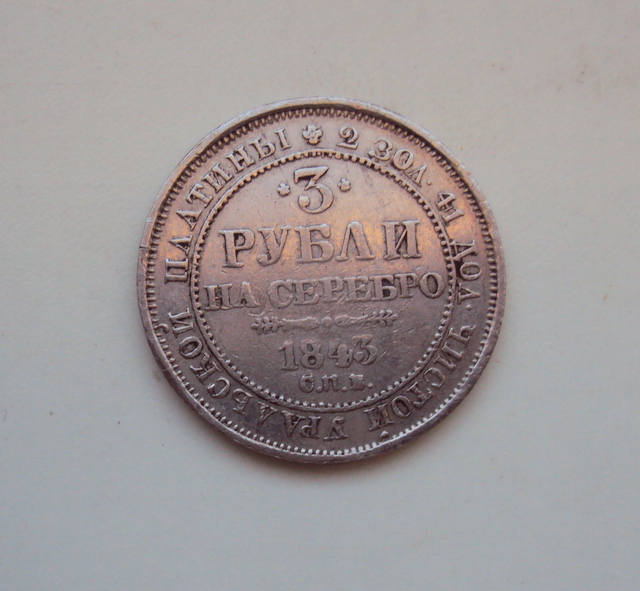 2 ЗОЛ. 41 ДОЛ. ЧИСТОЙ УРАЛЬСКОЙ ПЛАТИНЫ
3
РУБЛИ
НА СЕРЕБРО
1843
С.П.Б.